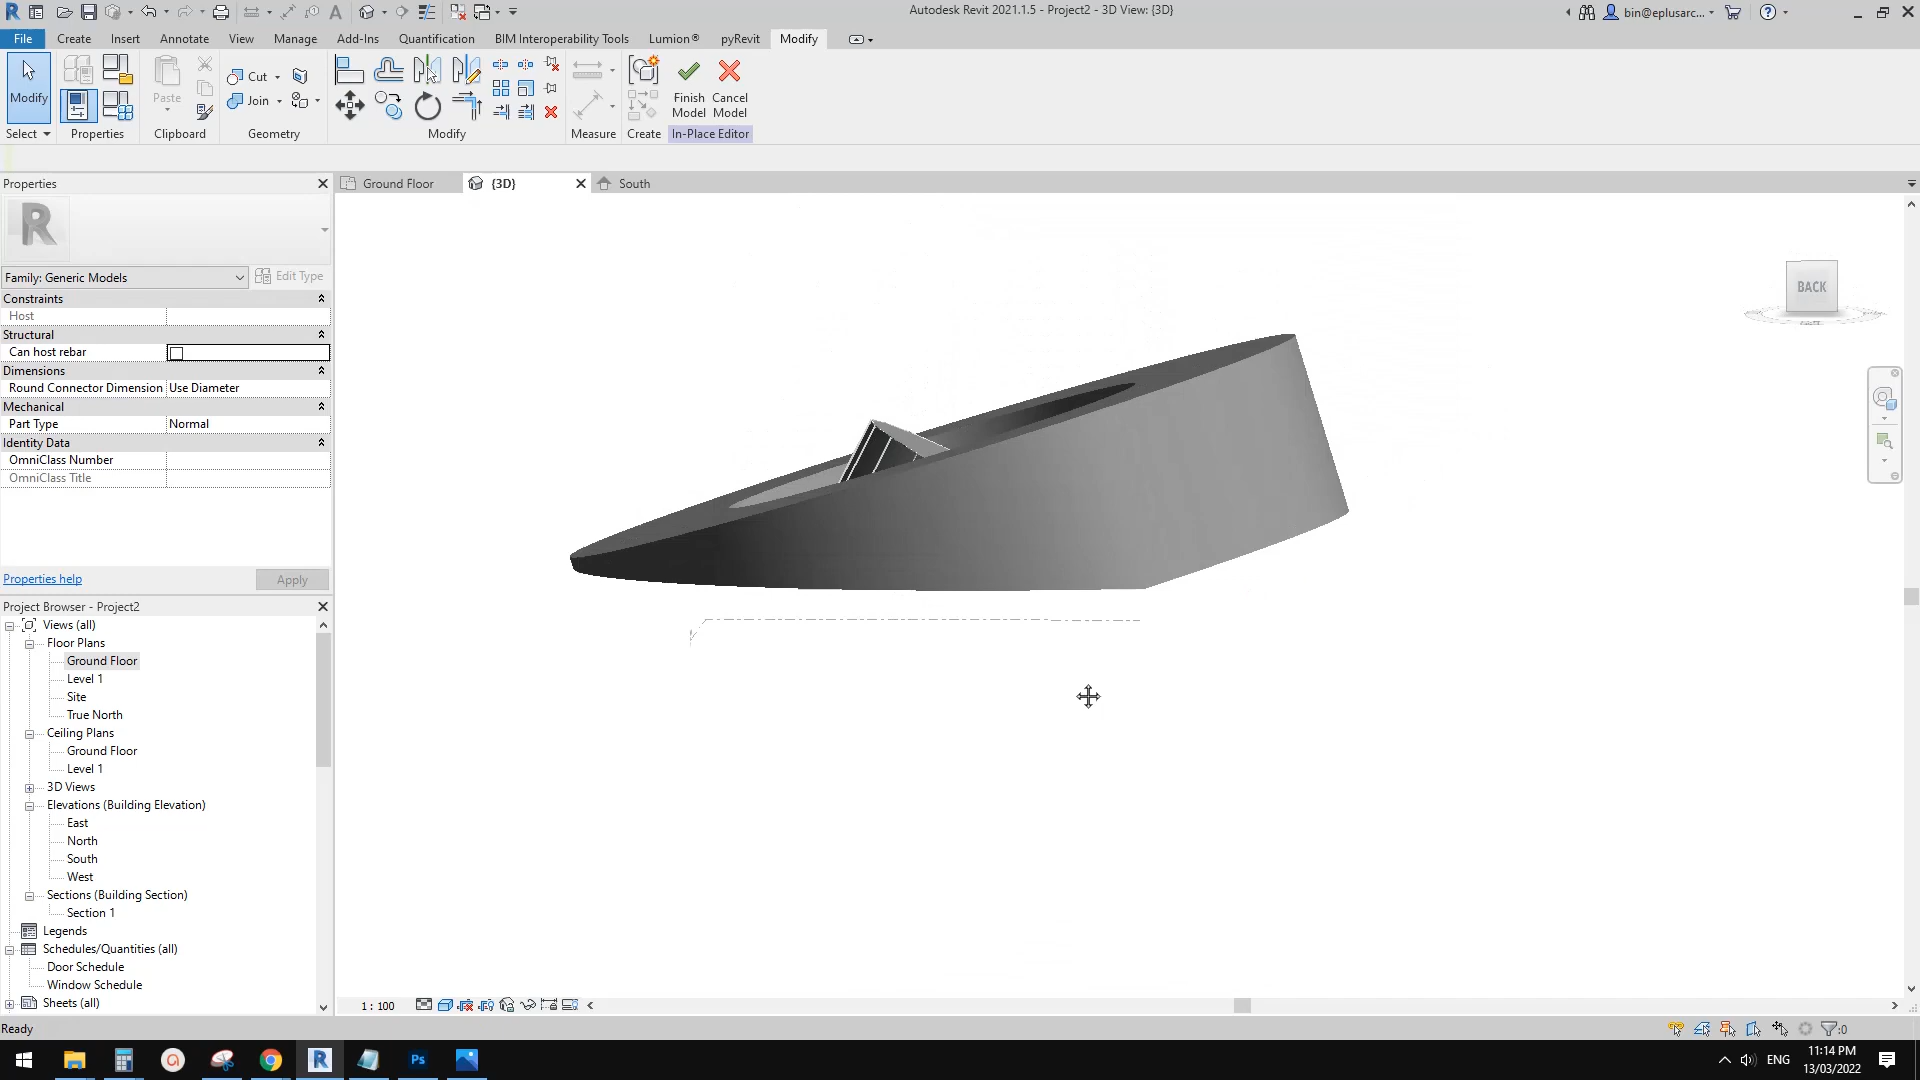 Autodesk Revit 2021.1.5 - Project2 - 3D View: {3D}
bin@eplusarc...
File Create Insert Annotate View Manage Add-Ins Quantification BIM Interoperability Tools Lumion® pyRevit Modify
Modify
Paste
Cut
Join
Finish Model
Cancel Model
Select Properties Clipboard Geometry Modify Measure Create In-Place Editor
Properties
Ground Floor
{3D}
South
R
Family: Generic Models
Edit Type
Constraints
Host
Structural
Can host rebar
Dimensions
Round Connector Dimension Use Diameter
Mechanical
Part Type Normal
Identity Data
OmniClass Number
OmniClass Title
Properties help
Apply
BACK
Project Browser - Project2
Views (all)
Floor Plans
Ground Floor
Level 1
Site
True North
Ceiling Plans
Ground Floor
Level 1
3D Views
Elevations (Building Elevation)
East
North
South
West
Sections (Building Section)
Section 1
Legends
Schedules/Quantities (all)
Door Schedule
Window Schedule
Sheets (all)
1 : 100
Ready
:0
ENG
11:14 PM
13/03/2022